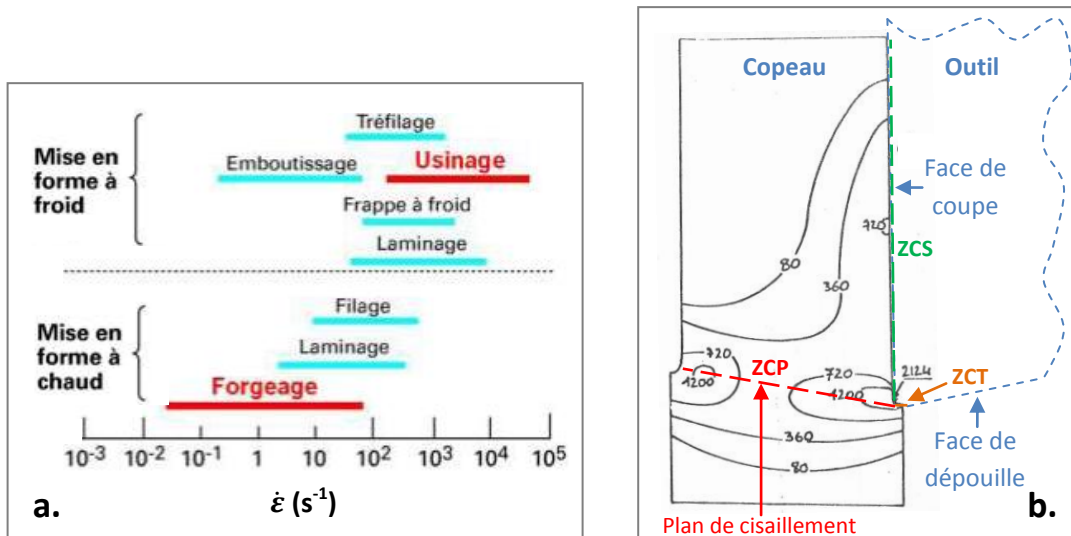 Mise en
forme à
froid
Tréfilage
Emboutissage
Usinage
Frappe à froid
Laminage
Mise en
forme à
chaud
Filage
Laminage
Forgeage
10⁻³ 10⁻² 10⁻¹ 1 10 10² 10³ 10⁴ 10⁵
a.
ε̇ (s⁻¹)
Copeau
Outil
Face de
coupe
720
ZCS
80
360
720
1200
ZCP
720
1200
2124
ZCT
360
80
Face de
dépouille
Plan de cisaillement
b.